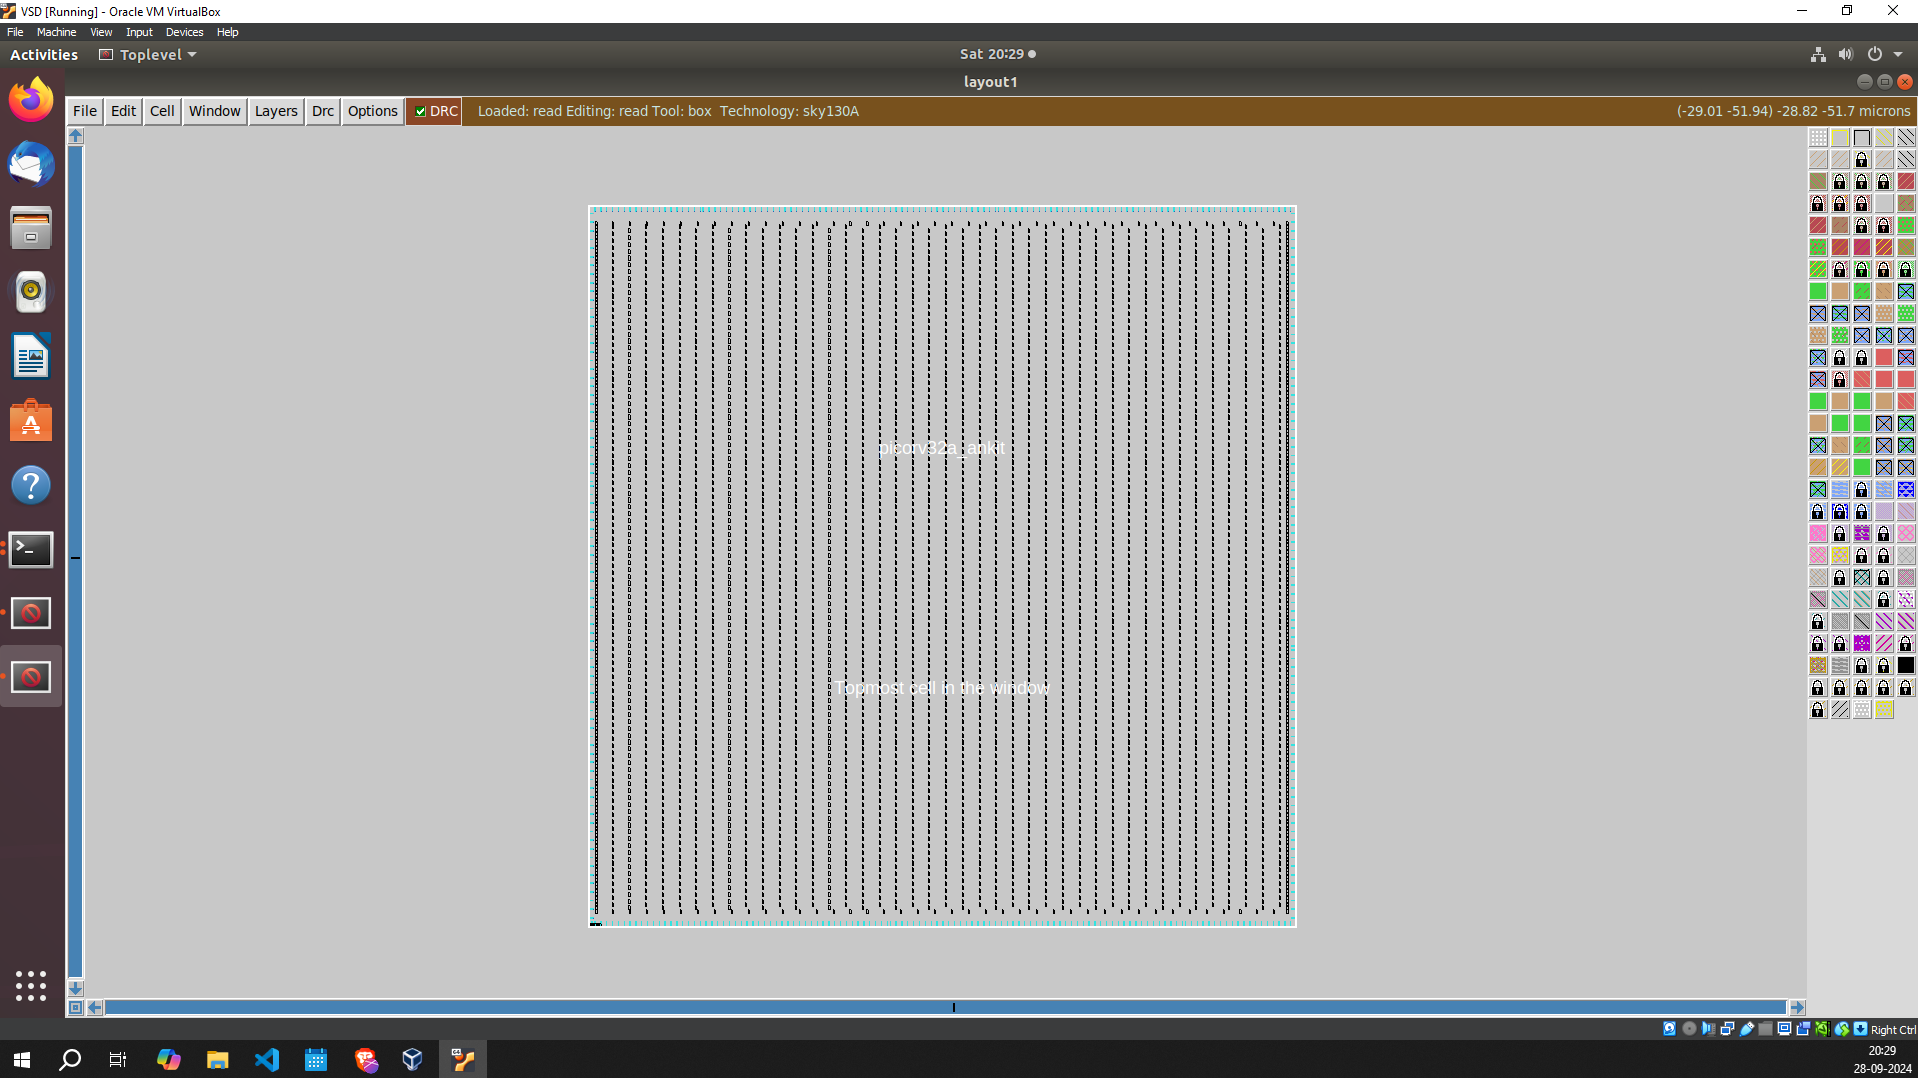 VSD [Running] - Oracle VM VirtualBox
File Machine View Input Devices Help
Activities Toplevel Sat 20:29
layout1
File Edit Cell Window Layers Drc Options DRC Loaded: read Editing: read Tool: box Technology: sky130A (-29.01 -51.94) -28.82 -51.7 microns
picorv32a_ankit
Topmost cell in the window
Right Ctrl
20:29
28-09-2024